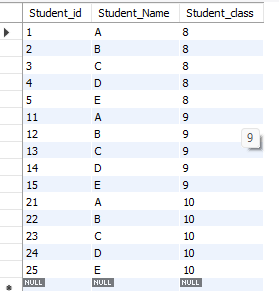 Student_id Student_Name Student_class
1 A 8
2 B 8
3 C 8
4 D 8
5 E 8
11 A 9
12 B 9
9
13 C 9
14 D 9
15 E 9
21 A 10
22 B 10
23 C 10
24 D 10
25 E 10
NULL NULL NULL